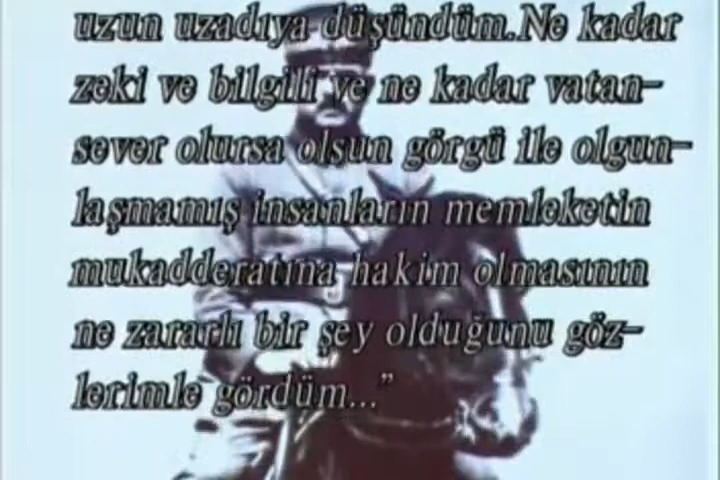 uzun uzadıya düşündüm.Ne kadar
zeki ve bilgili ve ne kadar vatan-
sever olursa olsun görgü ile olgun-
laşmamış insanların memleketin
mukadderatına hakim olmasının
ne zararlı bir şey olduğunu göz-
lerimle gördüm..."